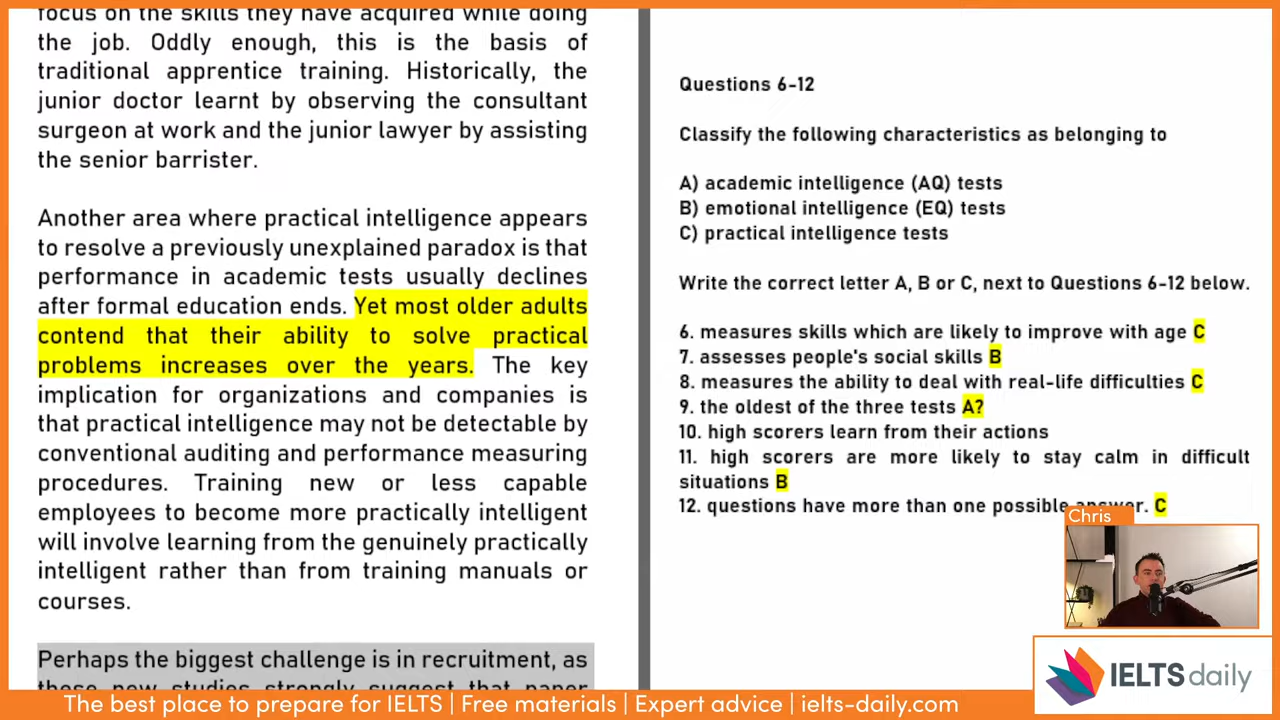 focus on the skills they have acquired while doing
the job. Oddly enough, this is the basis of
traditional apprentice training. Historically, the
junior doctor learnt by observing the consultant
surgeon at work and the junior lawyer by assisting
the senior barrister.
Another area where practical intelligence appears
to resolve a previously unexplained paradox is that
performance in academic tests usually declines
after formal education ends. Yet most older adults
contend that their ability to solve practical
problems increases over the years. The key
implication for organizations and companies is
that practical intelligence may not be detectable by
conventional auditing and performance measuring
procedures. Training new or less capable
employees to become more practically intelligent
will involve learning from the genuinely practically
intelligent rather than from training manuals or
courses.
Perhaps the biggest challenge is in recruitment, as
these new studies strongly suggest that paper
Questions 6-12
Classify the following characteristics as belonging to
A) academic intelligence (AQ) tests
B) emotional intelligence (EQ) tests
C) practical intelligence tests
Write the correct letter A, B or C, next to Questions 6-12 below.
6. measures skills which are likely to improve with age C
7. assesses people's social skills B
8. measures the ability to deal with real-life difficulties C
9. the oldest of the three tests A?
10. high scorers learn from their actions
11. high scorers are more likely to stay calm in difficult
situations B
12. questions have more than one possible answer. C
Chris
IELTS daily
The best place to prepare for IELTS | Free materials | Expert advice | ielts-daily.com